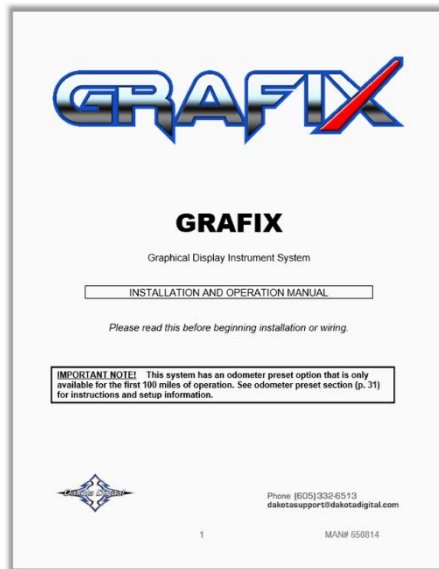 GRAFIX
GRAFIX
Graphical Display Instrument System
INSTALLATION AND OPERATION MANUAL
Please read this before beginning installation or wiring.
IMPORTANT NOTE! This system has an odometer preset option that is only
available for the first 100 miles of operation. See odometer preset section (p. 31)
for instructions and setup information.
Dakota Digital
Phone (605)332-6513
dakotasupport@dakotadigital.com
1
MAN# 650814